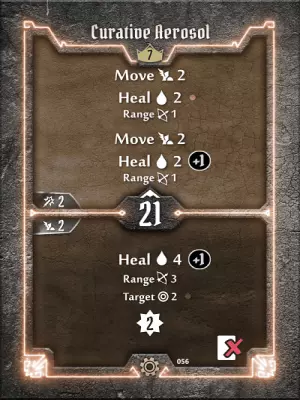 Curative Aerosol
7
Move 2
Heal 2
Range 1
Move 2
Heal 2 +1
Range 1
2
21
2
Heal 4 +1
Range 3
Target 2
2
056